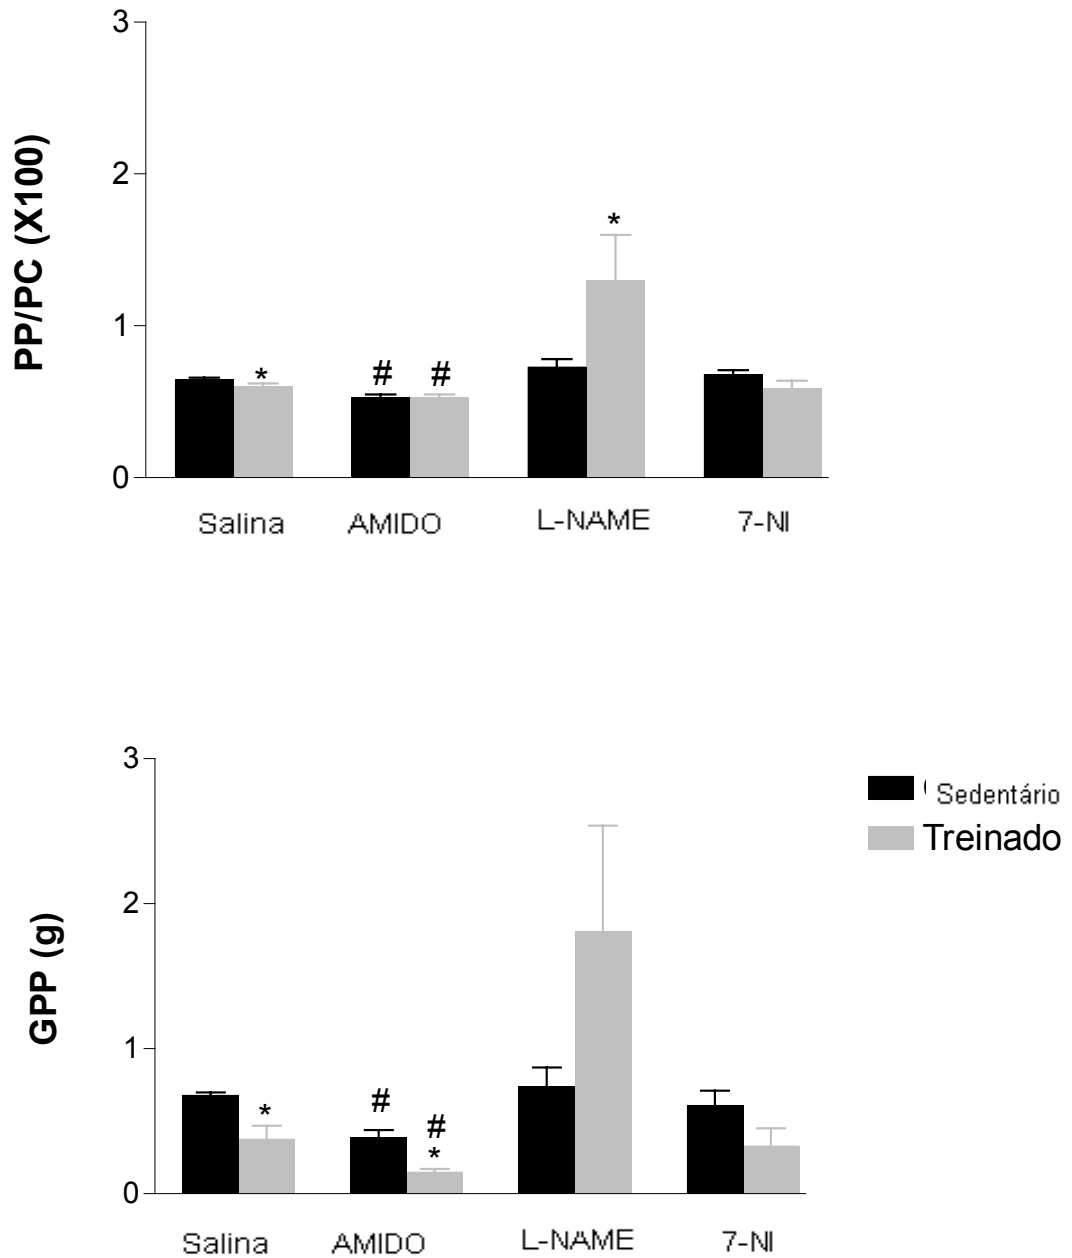 3
2
1
0
PP/PC (X100)
*
# #
*
Salina AMIDO L-NAME 7-NI
3
2
1
0
GPP (g)
*
#
#
*
Salina AMIDO L-NAME 7-NI
Sedentário
Treinado